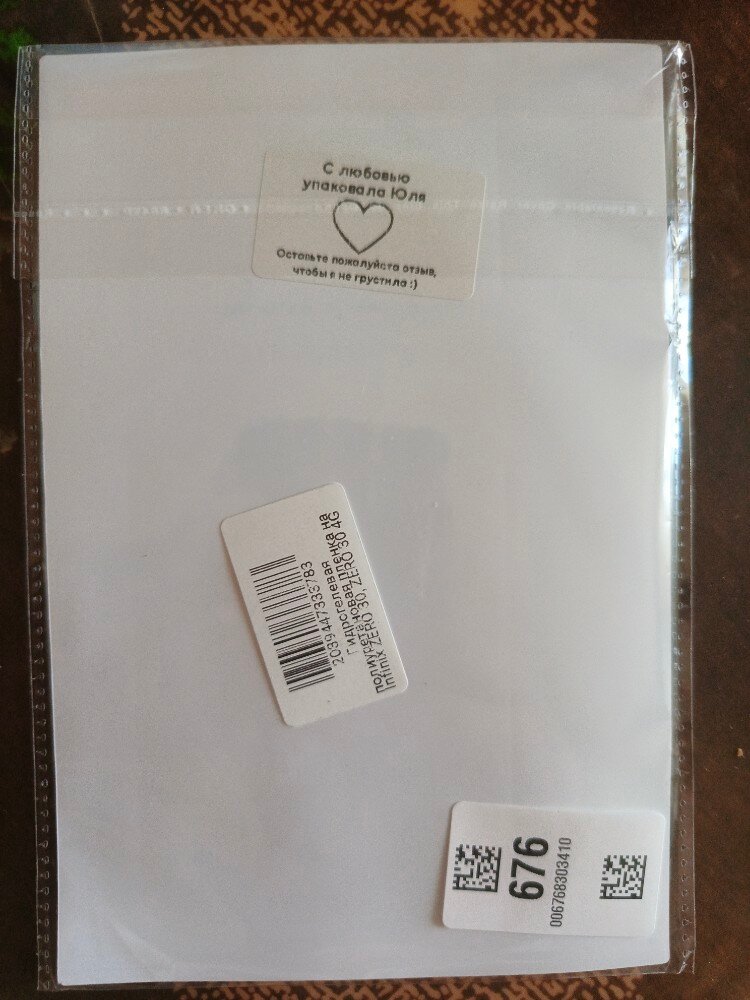 С любовью
упаковала Юля
Оставьте пожалуйста отзыв,
чтобы я не грустила :)
2039447333783
Гидрогелевая
полиуретановая пленка на
Infinix ZERO 30, ZERO 30 4G
676
006768303410